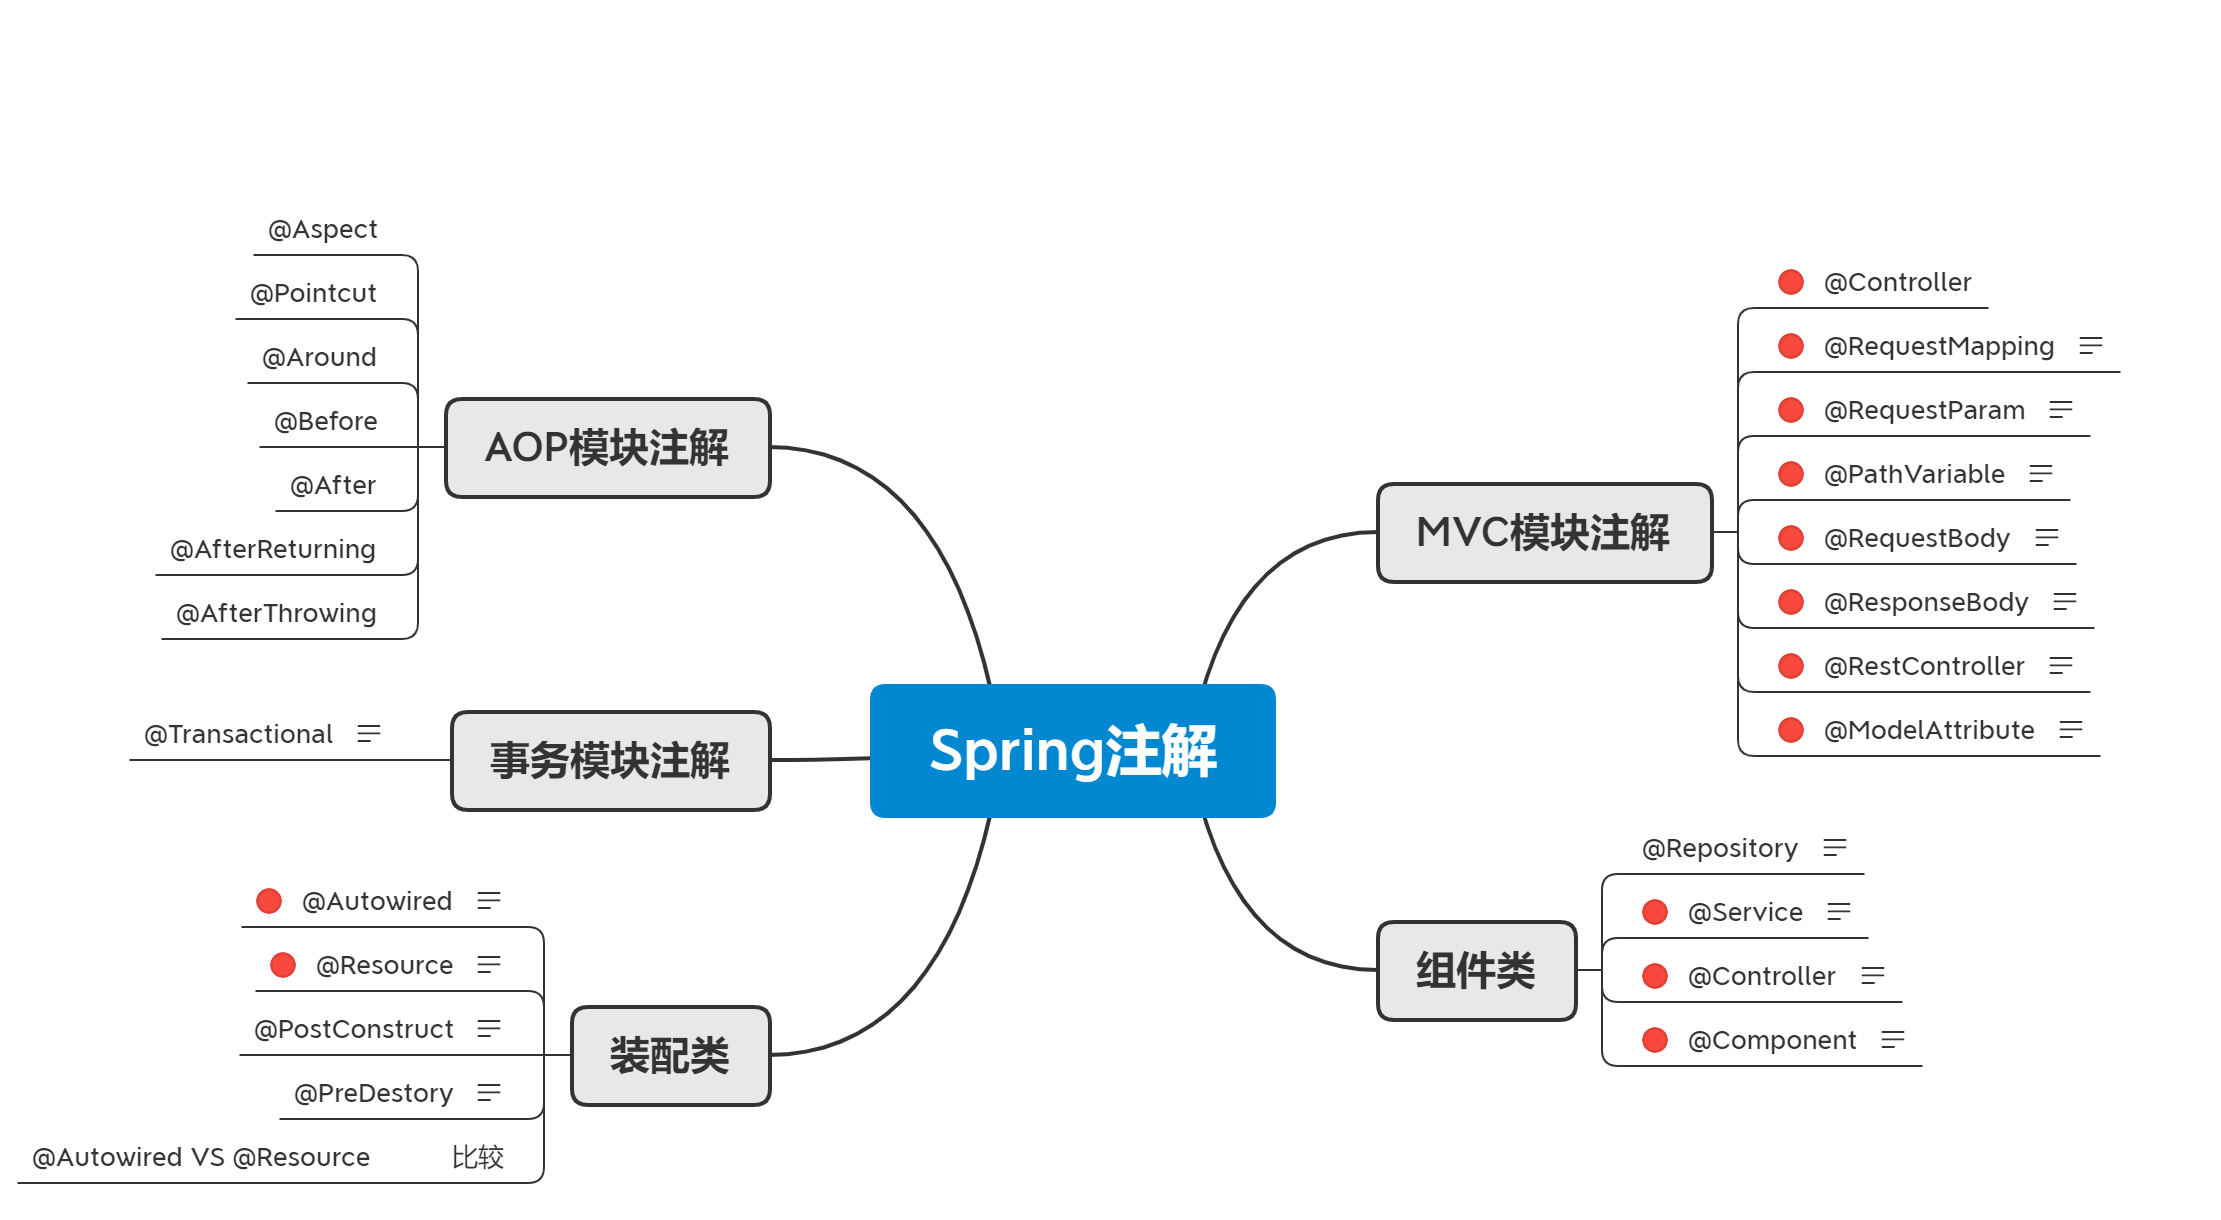 Spring注解
AOP模块注解
@Aspect
@Pointcut
@Around
@Before
@After
@AfterReturning
@AfterThrowing
事务模块注解
@Transactional
装配类
@Autowired
@Resource
@PostConstruct
@PreDestory
@Autowired VS @Resource 比较
MVC模块注解
@Controller
@RequestMapping
@RequestParam
@PathVariable
@RequestBody
@ResponseBody
@RestController
@ModelAttribute
组件类
@Repository
@Service
@Controller
@Component